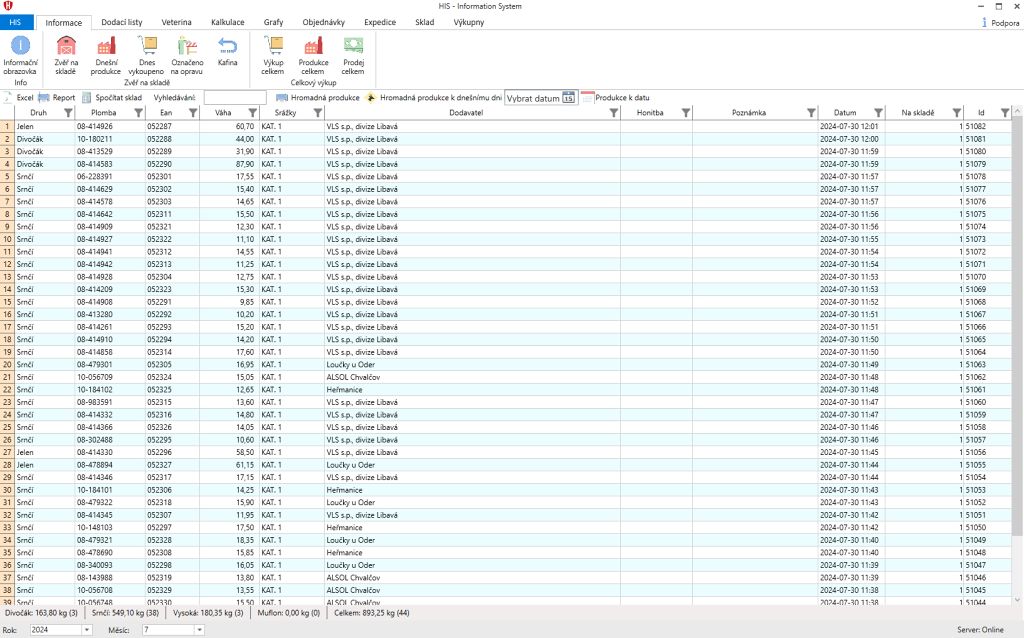 HIS - Information System
HIS Informace Dodací listy Veterina Kalkulace Grafy Objednávky Expedice Sklad Výkupny Podpora
Informační obrazovka Zvěř na skladě Dnešní produkce Dnes vykoupeno Označeno na opravu Kafina Výkup celkem Produkce celkem Prodej celkem
Info Zvěř na skladě Celkový výkup
Excel Report Spočítat sklad Vyhledávání: Hromadná produkce Hromadná produkce k dnešnímu dni Vybrat datum 15 Produkce k datu
Druh Plomba Ean Váha Srážky Dodavatel Honitba Poznámka Datum Na skladě Id
1 Jelen 08-414926 052287 60,70 KAT. 1 VLS s.p., divize Libavá 2024-07-30 12:01 1 51082
2 Divočák 10-180211 052288 44,00 KAT. 1 VLS s.p., divize Libavá 2024-07-30 12:00 1 51081
3 Divočák 08-413529 052289 31,90 KAT. 1 VLS s.p., divize Libavá 2024-07-30 11:59 1 51080
4 Divočák 08-414583 052290 87,90 KAT. 1 VLS s.p., divize Libavá 2024-07-30 11:59 1 51079
5 Srnčí 06-228391 052301 17,55 KAT. 1 VLS s.p., divize Libavá 2024-07-30 11:57 1 51078
6 Srnčí 08-414629 052302 15,40 KAT. 1 VLS s.p., divize Libavá 2024-07-30 11:57 1 51077
7 Srnčí 08-414578 052303 14,65 KAT. 1 VLS s.p., divize Libavá 2024-07-30 11:57 1 51076
8 Srnčí 08-414642 052311 15,50 KAT. 1 VLS s.p., divize Libavá 2024-07-30 11:56 1 51075
9 Srnčí 08-414909 052321 12,30 KAT. 1 VLS s.p., divize Libavá 2024-07-30 11:56 1 51074
10 Srnčí 08-414927 052322 11,10 KAT. 1 VLS s.p., divize Libavá 2024-07-30 11:55 1 51073
11 Srnčí 08-414941 052312 14,55 KAT. 1 VLS s.p., divize Libavá 2024-07-30 11:54 1 51072
12 Srnčí 08-414942 052313 11,25 KAT. 1 VLS s.p., divize Libavá 2024-07-30 11:54 1 51071
13 Srnčí 08-414928 052304 12,75 KAT. 1 VLS s.p., divize Libavá 2024-07-30 11:53 1 51070
14 Srnčí 08-414209 052323 15,30 KAT. 1 VLS s.p., divize Libavá 2024-07-30 11:53 1 51069
15 Srnčí 08-414908 052291 9,85 KAT. 1 VLS s.p., divize Libavá 2024-07-30 11:52 1 51068
16 Srnčí 08-413280 052292 10,20 KAT. 1 VLS s.p., divize Libavá 2024-07-30 11:51 1 51067
17 Srnčí 08-414261 052293 15,20 KAT. 1 VLS s.p., divize Libavá 2024-07-30 11:51 1 51066
18 Srnčí 08-414910 052294 14,20 KAT. 1 VLS s.p., divize Libavá 2024-07-30 11:50 1 51065
19 Srnčí 08-414858 052314 17,60 KAT. 1 VLS s.p., divize Libavá 2024-07-30 11:50 1 51064
20 Srnčí 08-479301 052305 16,95 KAT. 1 Loučky u Oder 2024-07-30 11:49 1 51063
21 Srnčí 10-056709 052324 15,05 KAT. 1 ALSOL Chvalčov 2024-07-30 11:48 1 51062
22 Srnčí 10-184102 052325 12,65 KAT. 1 Heřmanice 2024-07-30 11:48 1 51061
23 Srnčí 08-983591 052315 13,60 KAT. 1 VLS s.p., divize Libavá 2024-07-30 11:47 1 51060
24 Srnčí 08-414332 052316 14,80 KAT. 1 VLS s.p., divize Libavá 2024-07-30 11:47 1 51059
25 Srnčí 08-414366 052326 14,05 KAT. 1 VLS s.p., divize Libavá 2024-07-30 11:46 1 51058
26 Srnčí 08-302488 052295 10,60 KAT. 1 VLS s.p., divize Libavá 2024-07-30 11:46 1 51057
27 Jelen 08-414330 052296 58,50 KAT. 1 VLS s.p., divize Libavá 2024-07-30 11:45 1 51056
28 Jelen 08-478894 052327 61,15 KAT. 1 Loučky u Oder 2024-07-30 11:44 1 51055
29 Srnčí 08-414346 052317 17,15 KAT. 1 VLS s.p., divize Libavá 2024-07-30 11:44 1 51054
30 Srnčí 10-184101 052306 14,25 KAT. 1 Heřmanice 2024-07-30 11:43 1 51053
31 Srnčí 08-479322 052318 15,90 KAT. 1 Loučky u Oder 2024-07-30 11:43 1 51052
32 Srnčí 08-414345 052307 11,95 KAT. 1 VLS s.p., divize Libavá 2024-07-30 11:42 1 51051
33 Srnčí 10-148103 052297 17,50 KAT. 1 Heřmanice 2024-07-30 11:42 1 51050
34 Srnčí 08-479321 052328 18,35 KAT. 1 Loučky u Oder 2024-07-30 11:40 1 51049
35 Srnčí 08-478690 052308 15,85 KAT. 1 Heřmanice 2024-07-30 11:40 1 51048
36 Srnčí 08-340093 052298 16,05 KAT. 1 Loučky u Oder 2024-07-30 11:39 1 51047
37 Srnčí 08-143988 052319 13,80 KAT. 1 ALSOL Chvalčov 2024-07-30 11:39 1 51046
38 Srnčí 10-056708 052329 13,55 KAT. 1 ALSOL Chvalčov 2024-07-30 11:38 1 51045
39 Srnčí 10-056748 052330 15,50 KAT. 1 ALSOL Chvalčov 2024-07-30 11:38 1 51044
Divočák: 163,80 kg (3) Srnčí: 549,10 kg (38) Vysoká: 180,35 kg (3) Muflon: 0,00 kg (0) Celkem: 893,25 kg (44)
Rok: 2024 Měsíc: 7 Server: Online